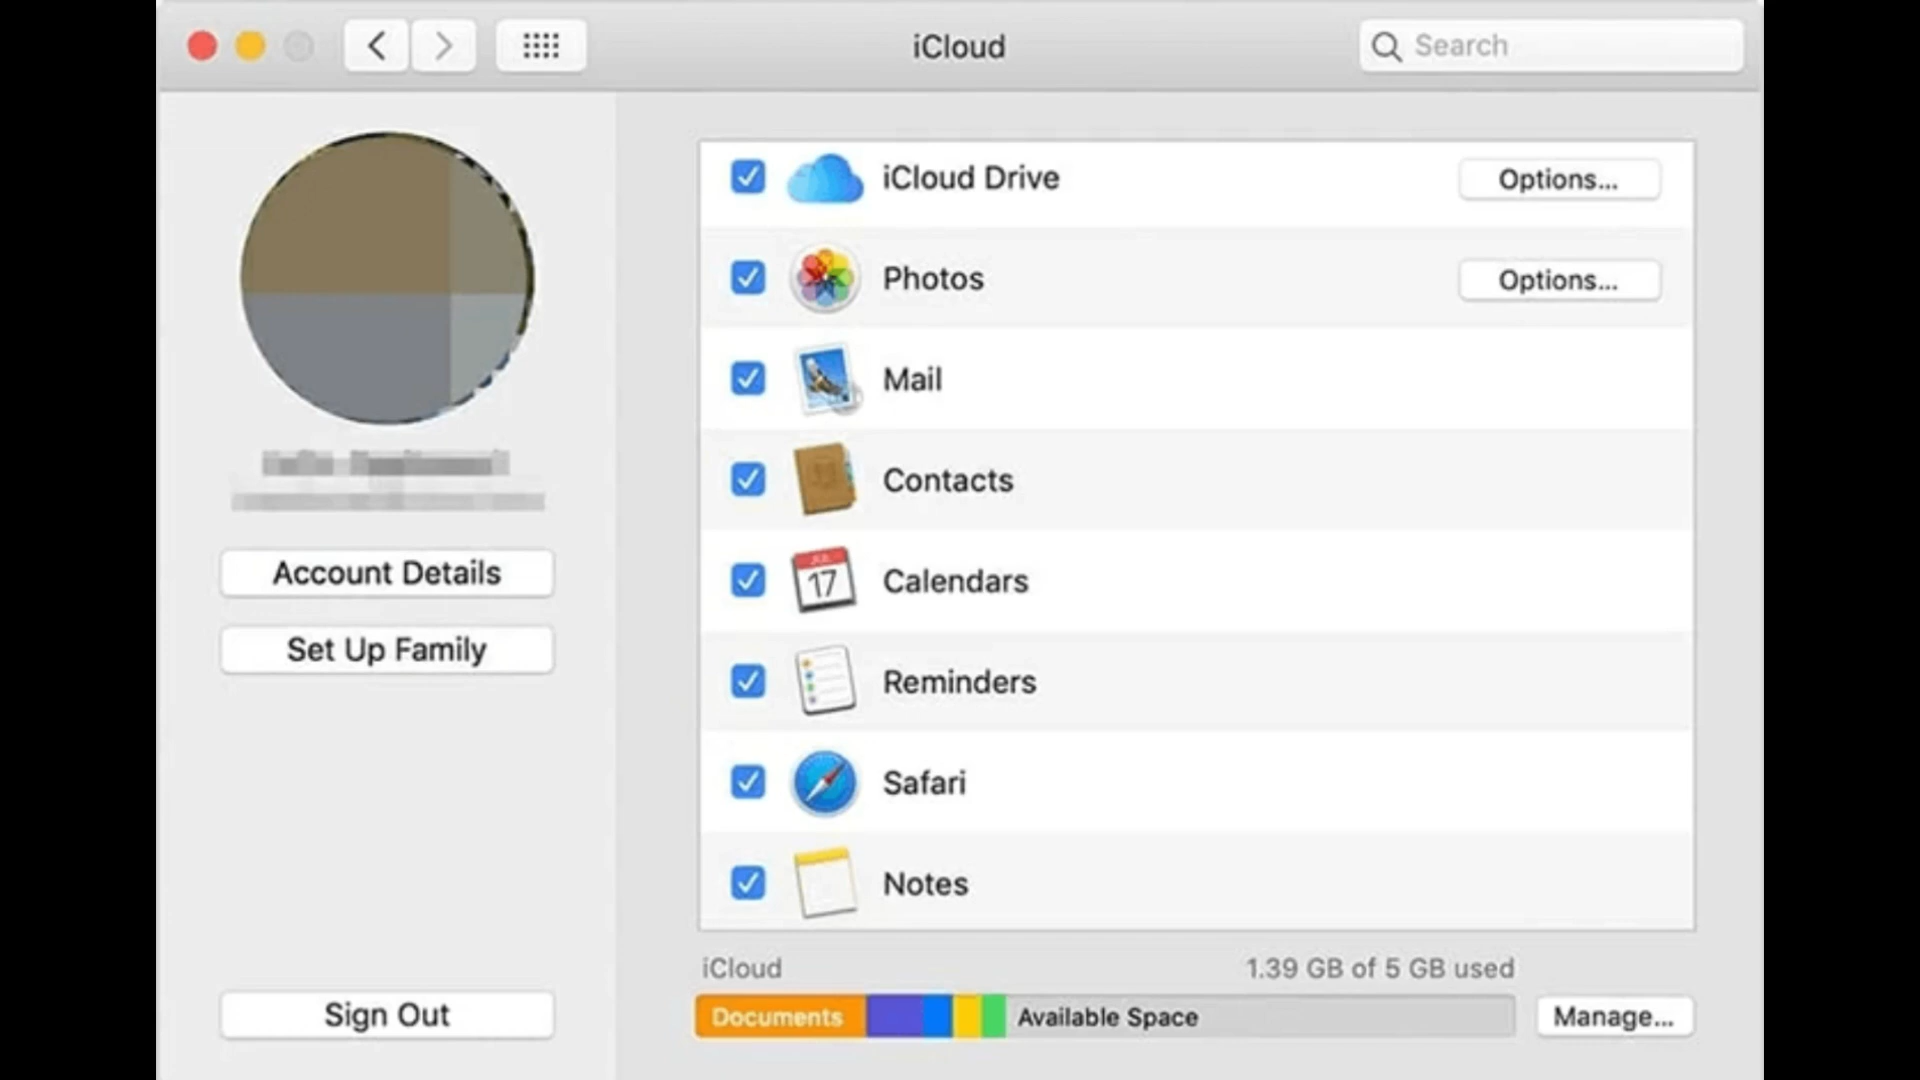 iCloud
Search
iCloud Drive
Options...
Photos
Options...
Mail
Contacts
17
Calendars
Reminders
Safari
Notes
Account Details
Set Up Family
Sign Out
iCloud
1.39 GB of 5 GB used
Documents
Available Space
Manage...